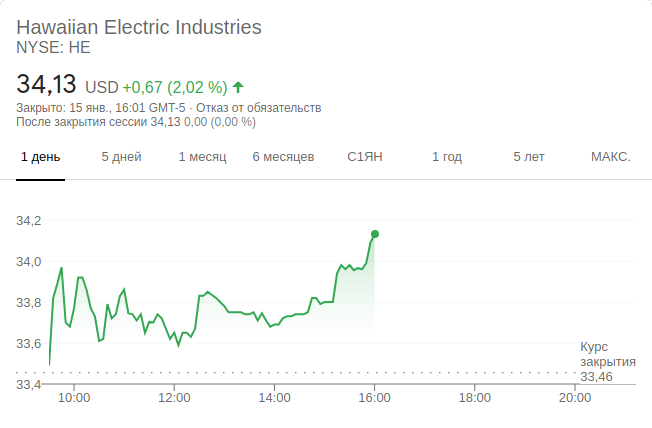 Hawaiian Electric Industries
NYSE: HE
34,13 USD +0,67 (2,02 %)
Закрыто: 15 янв., 16:01 GMT-5 · Отказ от обязательств
После закрытия сессии 34,13 0,00 (0,00 %)
1 день 5 дней 1 месяц 6 месяцев С1ЯН 1 год 5 лет МАКС.
34,2
34,0
33,8
33,6
33,4
Курс
закрытия
33,46
10:00 12:00 14:00 16:00 18:00 20:00